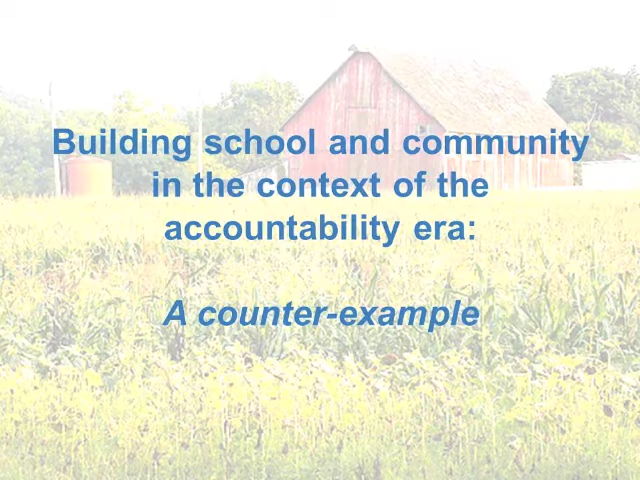 Building school and community
in the context of the
accountability era:
A counter-example